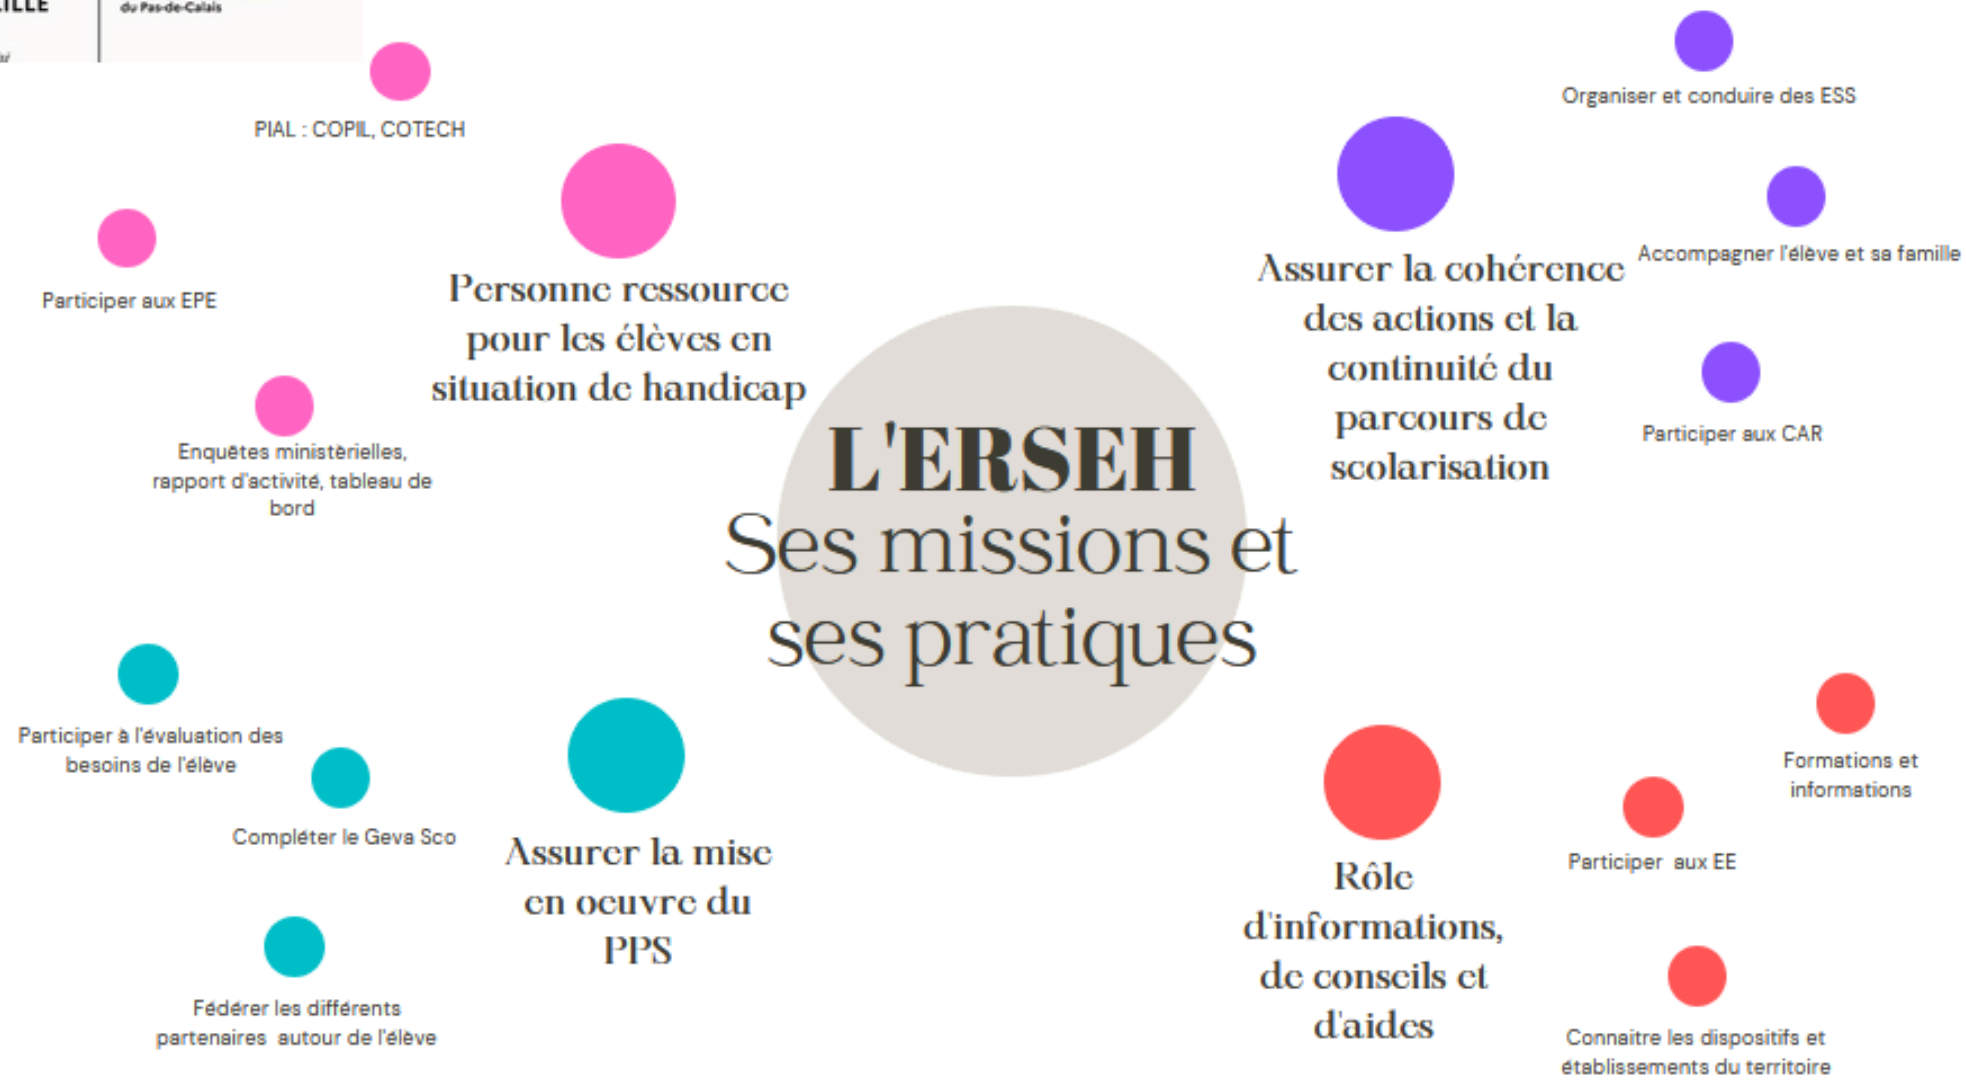 du Pas-de-Calais
PIAL : COPIL, COTECH
Participer aux EPE
Enquêtes ministèrielles,
rapport d'activité, tableau de
bord
Personne ressource
pour les élèves en
situation de handicap
Organiser et conduire des ESS
Accompagner l'élève et sa famille
Participer aux CAR
Assurer la cohérence
des actions et la
continuité du
parcours de
scolarisation
L'ERSEH
Ses missions et
ses pratiques
Participer à l'évaluation des
besoins de l'élève
Compléter le Geva Sco
Fédérer les différents
partenaires autour de l'élève
Assurer la mise
en oeuvre du
PPS
Rôle
d'informations,
de conseils et
d'aides
Formations et
informations
Participer aux EE
Connaitre les dispositifs et
établissements du territoire